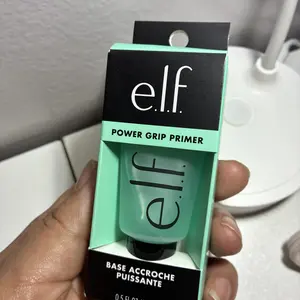 e.l.f.
POWER GRIP PRIMER
e.l.f
BASE ACCROCHE
PUISSANTE